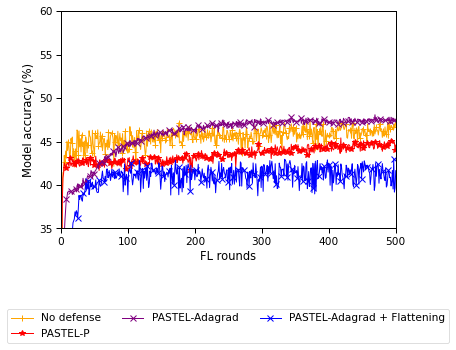 60
55
50
45
40
35
Model accuracy (%)
0 100 200 300 400 500
FL rounds
No defense PASTEL-Adagrad PASTEL-Adagrad + Flattening
PASTEL-P